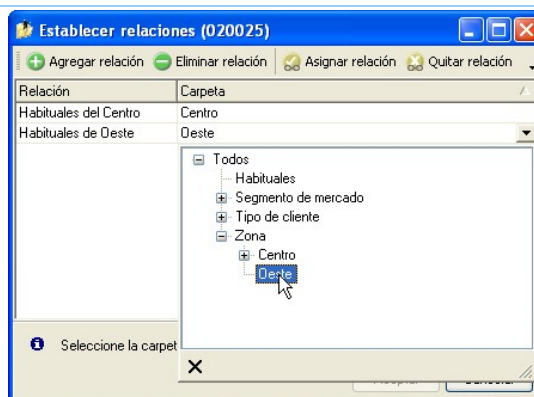 Establecer relaciones (020025)
Agregar relación Eliminar relación Asignar relación Quitar relación
Relación Carpeta
Habituales del Centro Centro
Habituales de Oeste Oeste
Todos
Habituales
Segmento de mercado
Tipo de cliente
Zona
Centro
Oeste
Seleccione la carpet